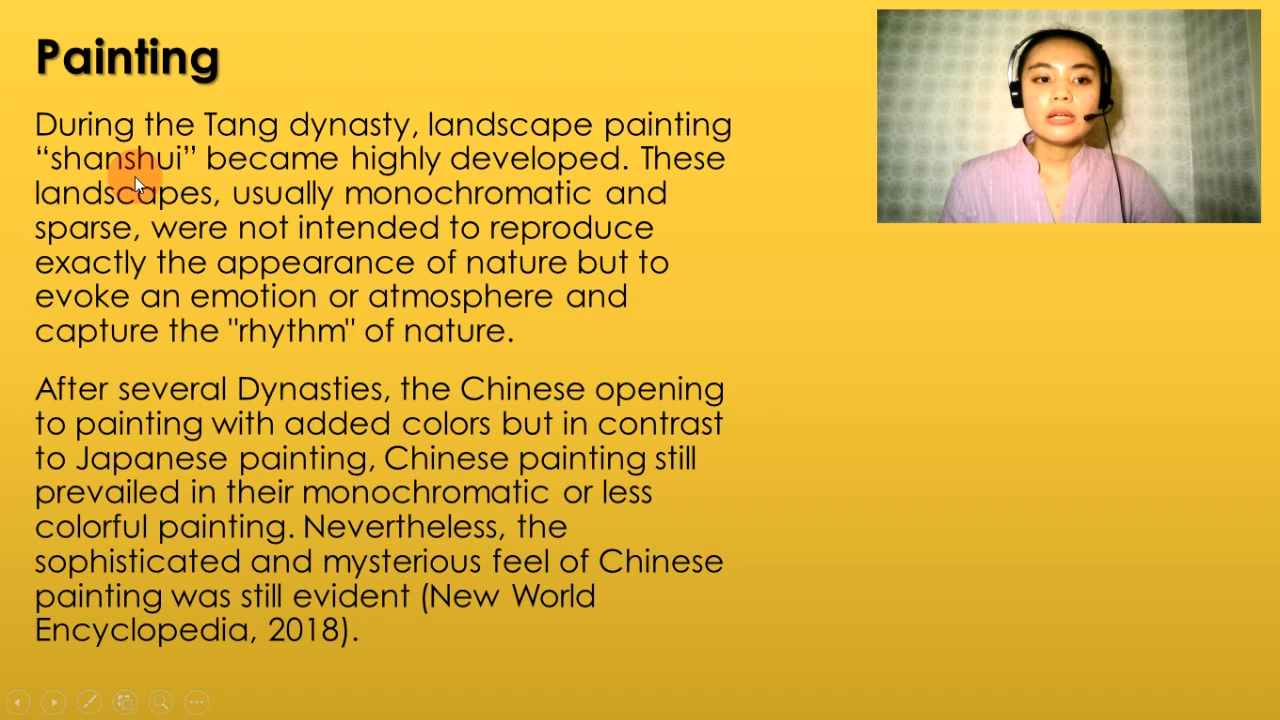 Painting
During the Tang dynasty, landscape painting
“shanshui” became highly developed. These
landscapes, usually monochromatic and
sparse, were not intended to reproduce
exactly the appearance of nature but to
evoke an emotion or atmosphere and
capture the "rhythm" of nature.
After several Dynasties, the Chinese opening
to painting with added colors but in contrast
to Japanese painting, Chinese painting still
prevailed in their monochromatic or less
colorful painting. Nevertheless, the
sophisticated and mysterious feel of Chinese
painting was still evident (New World
Encyclopedia, 2018).